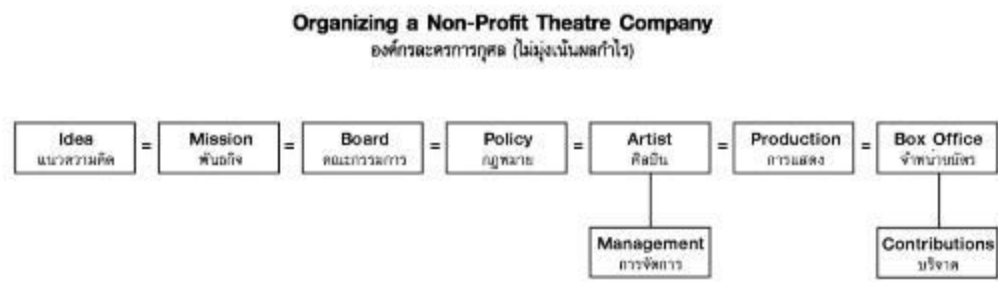 Organizing a Non-Profit Theatre Company
องค์กรละครการกุศล (ไม่มุ่งเน้นผลกำไร)
Idea = Mission = Board = Policy = Artist = Production = Box Office
แนวความคิด พันธกิจ คณะกรรมการ กฎหมาย ศิลปิน การแสดง จำหน่ายบัตร
Management Contributions
การจัดการ บริจาค